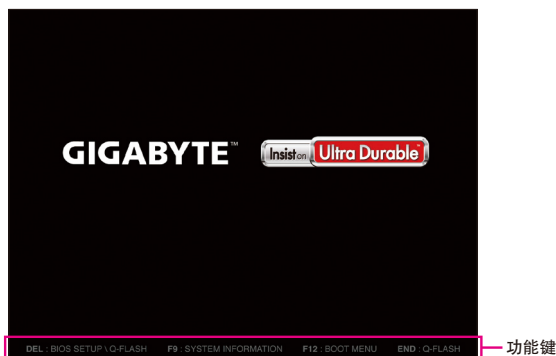 GIGABYTE™
Insist on Ultra Durable™
DEL : BIOS SETUP \ Q-FLASH F9 : SYSTEM INFORMATION F12 : BOOT MENU END : Q-FLASH
功能键